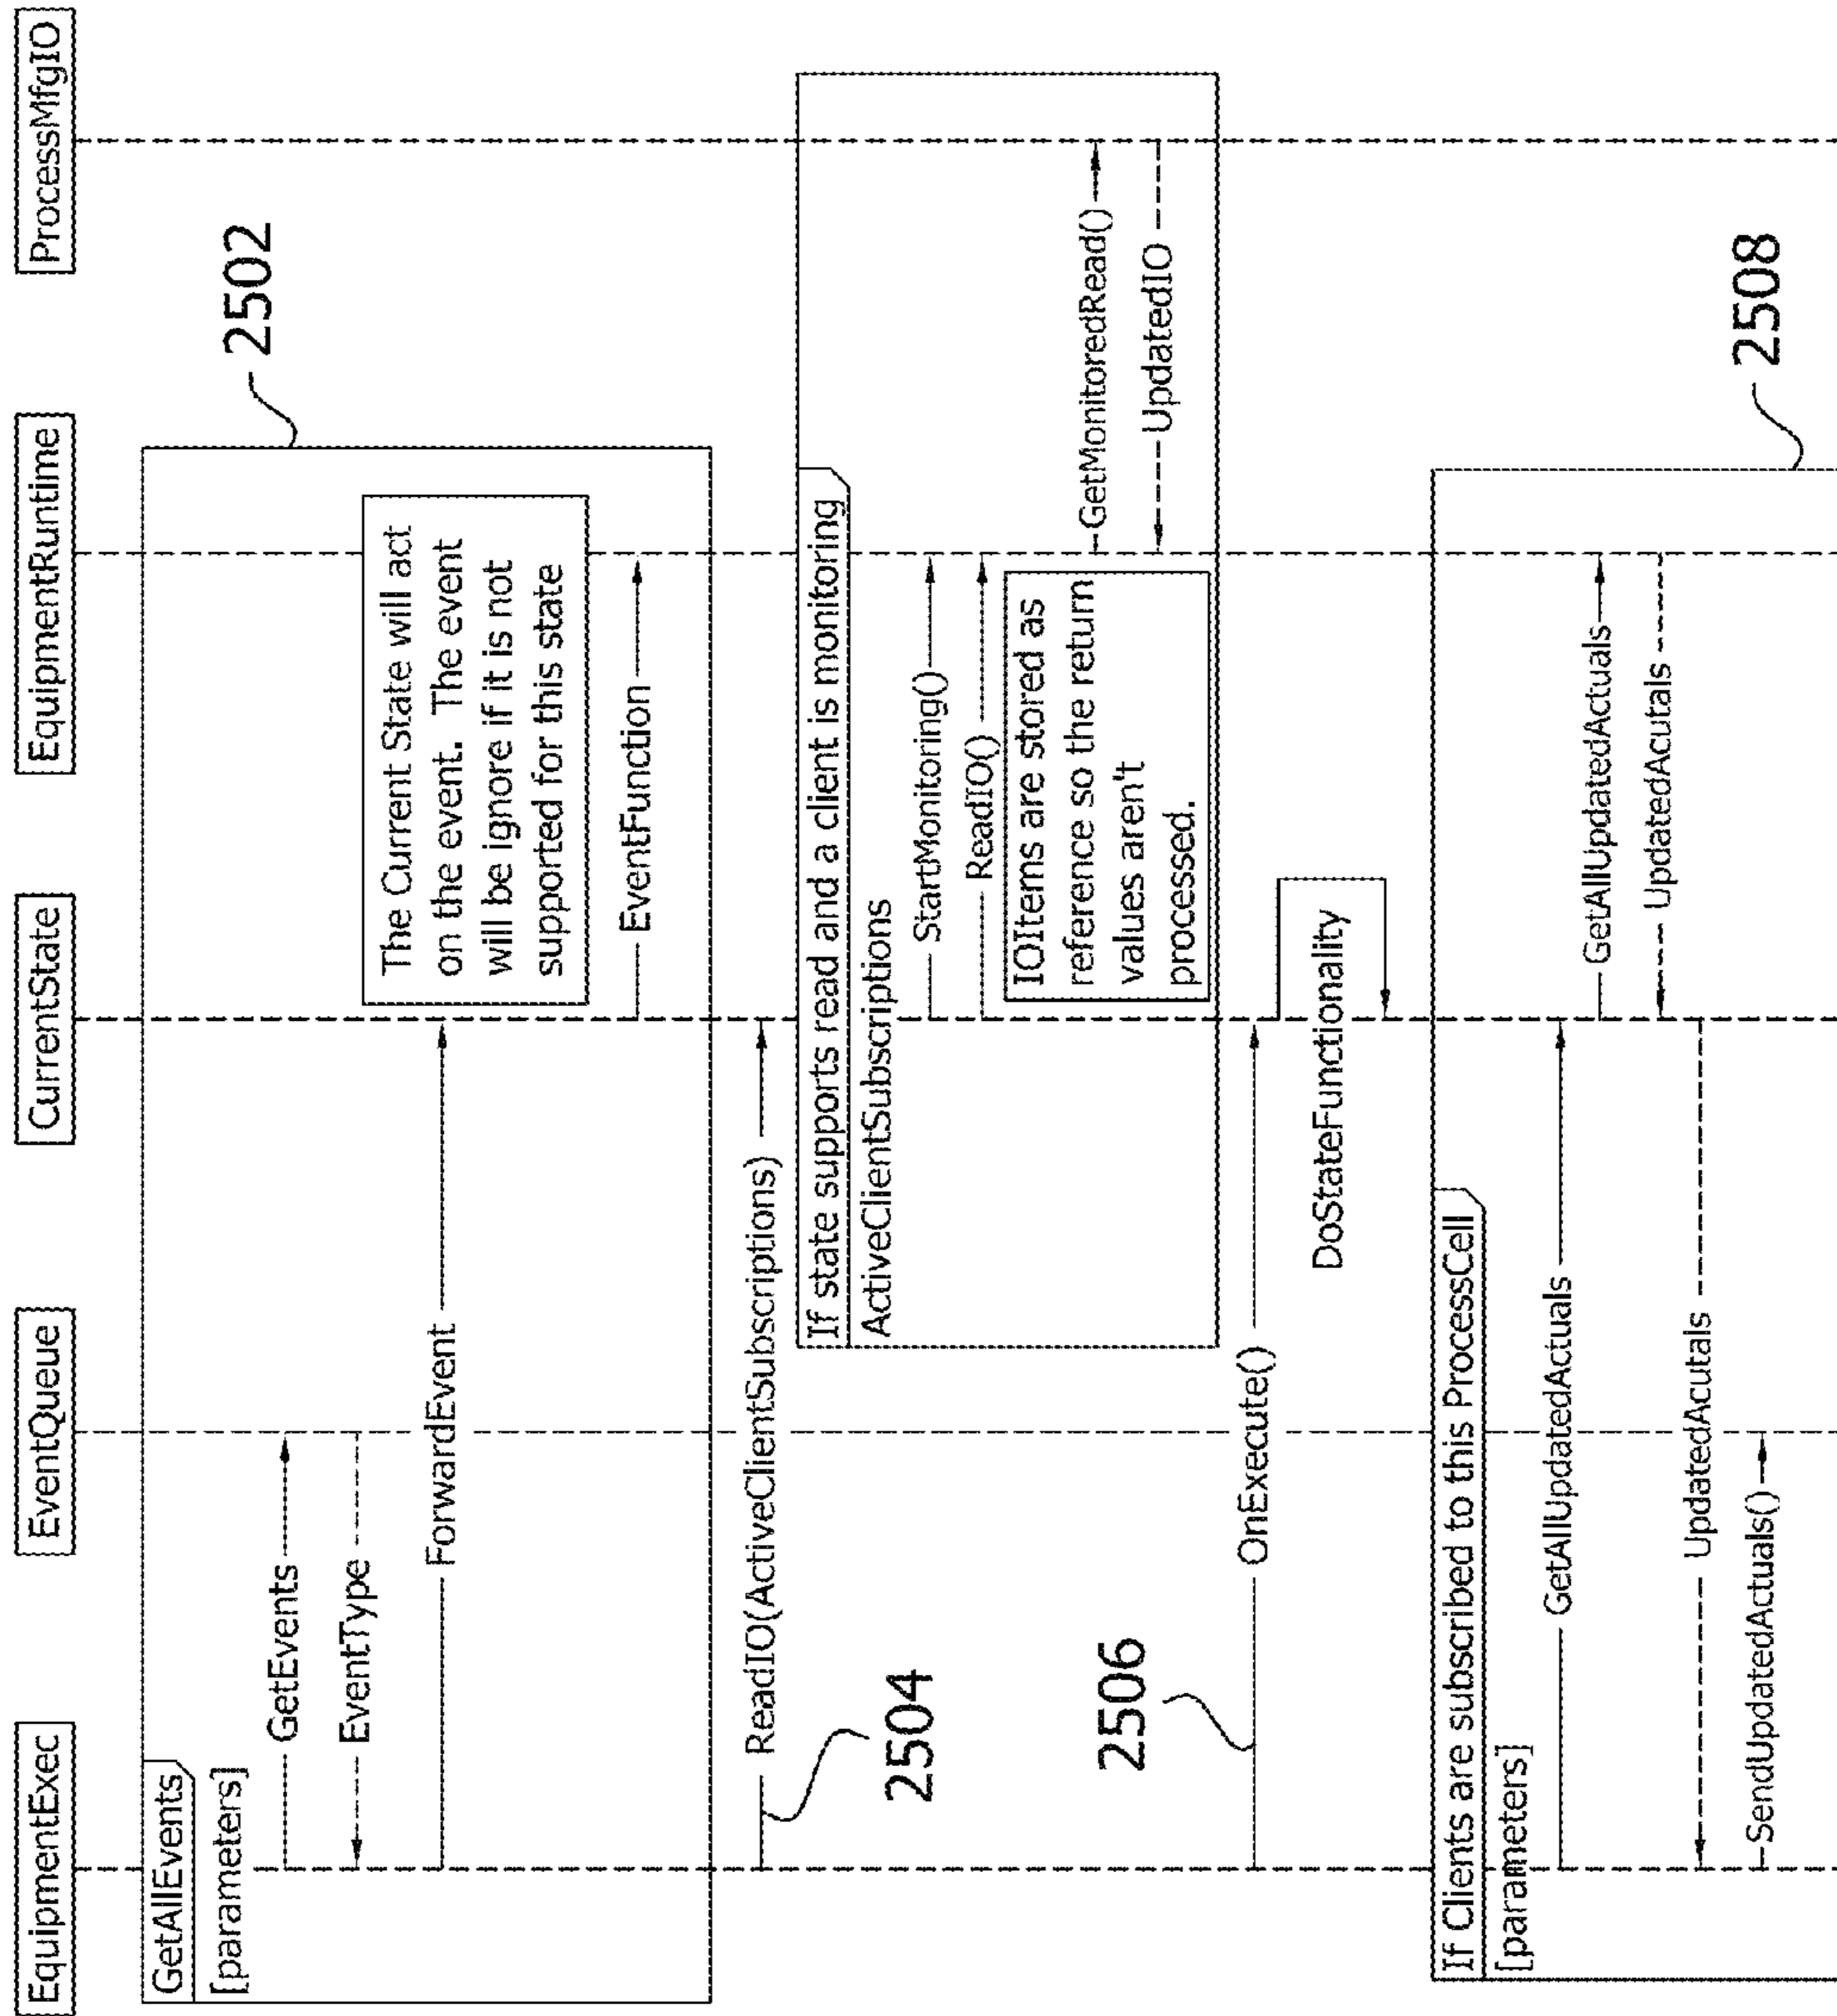 EquipmentExec
EventQueue
CurrentState
EquipmentRuntime
ProcessMfgIO
GetAllEvents
[parameters]
2502
GetEvents
EventType
The Current State will act
on the event. The event
will be ignore if it is not
supported for this state
ForwardEvent
EventFunction
ReadIO(ActiveClientSubscriptions)
2504
If state supports read and a client is monitoring
ActiveClientSubscriptions
StartMonitoring()
ReadIO()
IOItems are stored as
reference so the return
values aren't
processed.
GetMonitoredRead()
UpdatedIO
2506
OnExecute()
DoStateFunctionality
If Clients are subscribed to this ProcessCell
[parameters]
2508
GetAllUpdatedActuals
GetAllUpdatedActuals
UpdatedAcutals
UpdatedAcutals
SendUpdatedActuals()